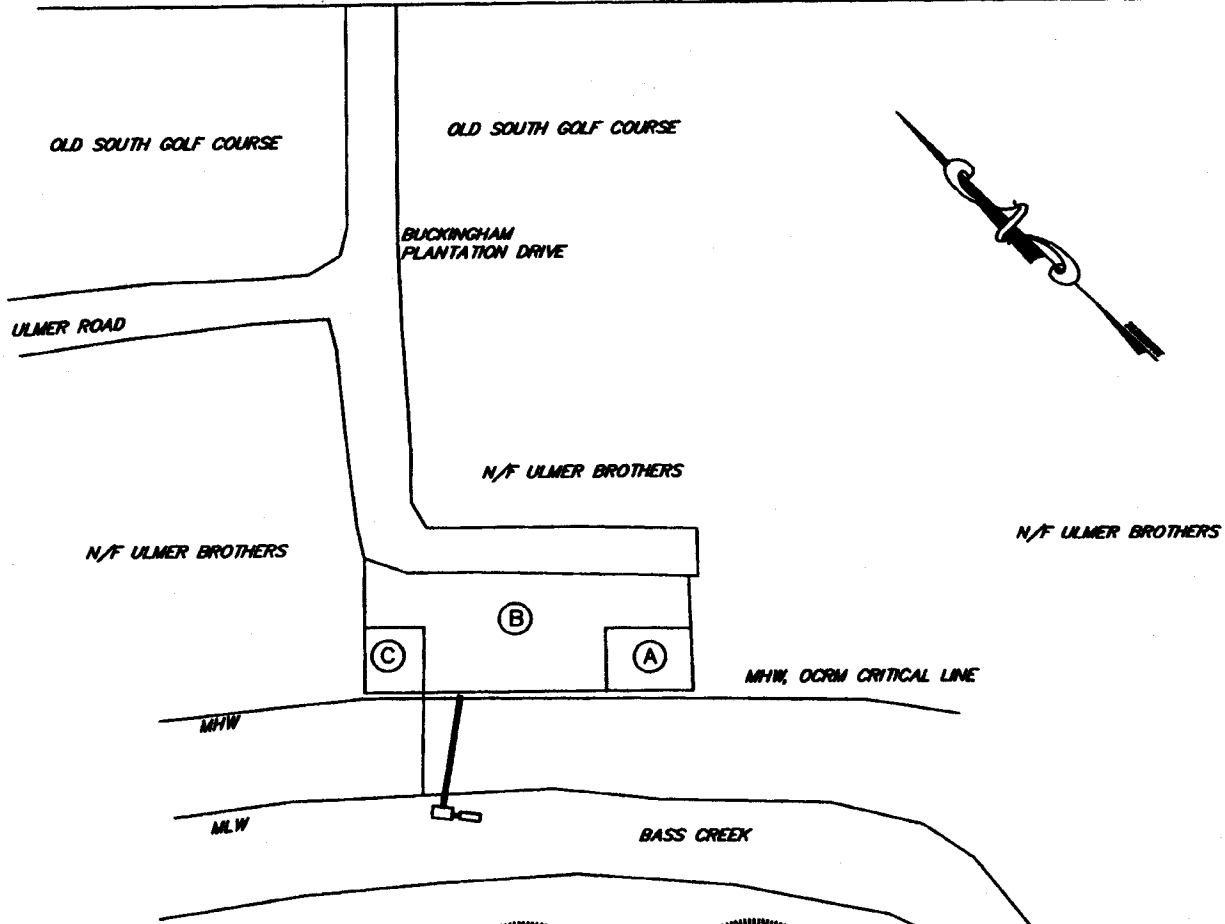 OLD SOUTH GOLF COURSE
OLD SOUTH GOLF COURSE
BUCKINGHAM
PLANTATION DRIVE
ULMER ROAD
N/F ULMER BROTHERS
N/F ULMER BROTHERS
N/F ULMER BROTHERS
B
C
A
MHW, OCRM CRITICAL LINE
MHW
MLW
BASS CREEK